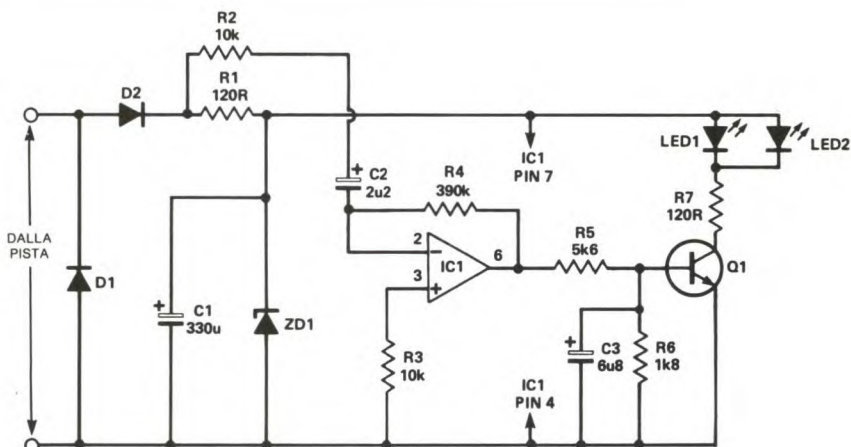 R2
10k
D2
R1
120R
LED1
LED2
IC1
PIN 7
C2
2u2
R4
390k
R7
120R
DALLA
PISTA
R5
5k6
2
6
IC1
3
Q1
D1
C1
330u
ZD1
R3
10k
C3
6u8
R6
1k8
IC1
PIN 4